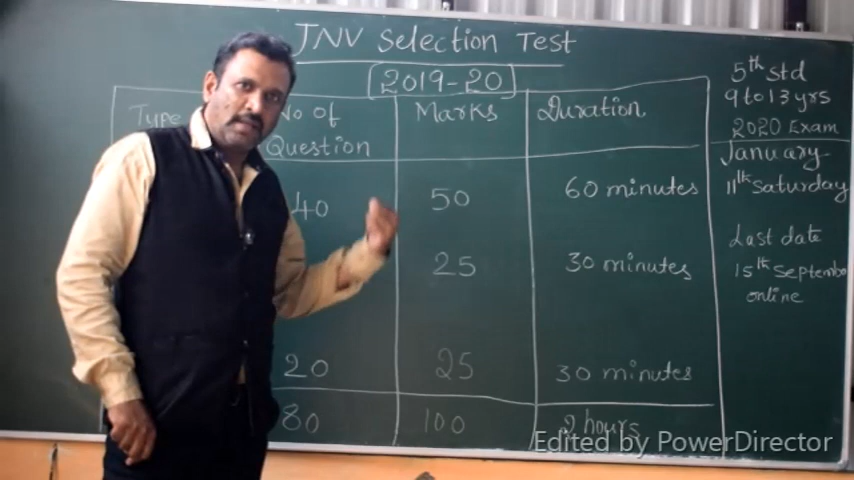 JNV Selection Test
2019-20
Type
No of Question
Marks
Duration
40 50 60 minutes
25 30 minutes
20 25 30 minutes
80 100 2 hours
5th std
9 to 13 yrs
2020 Exam
January
11th Saturday
Last date
15th Septembe
online
Edited by PowerDirector